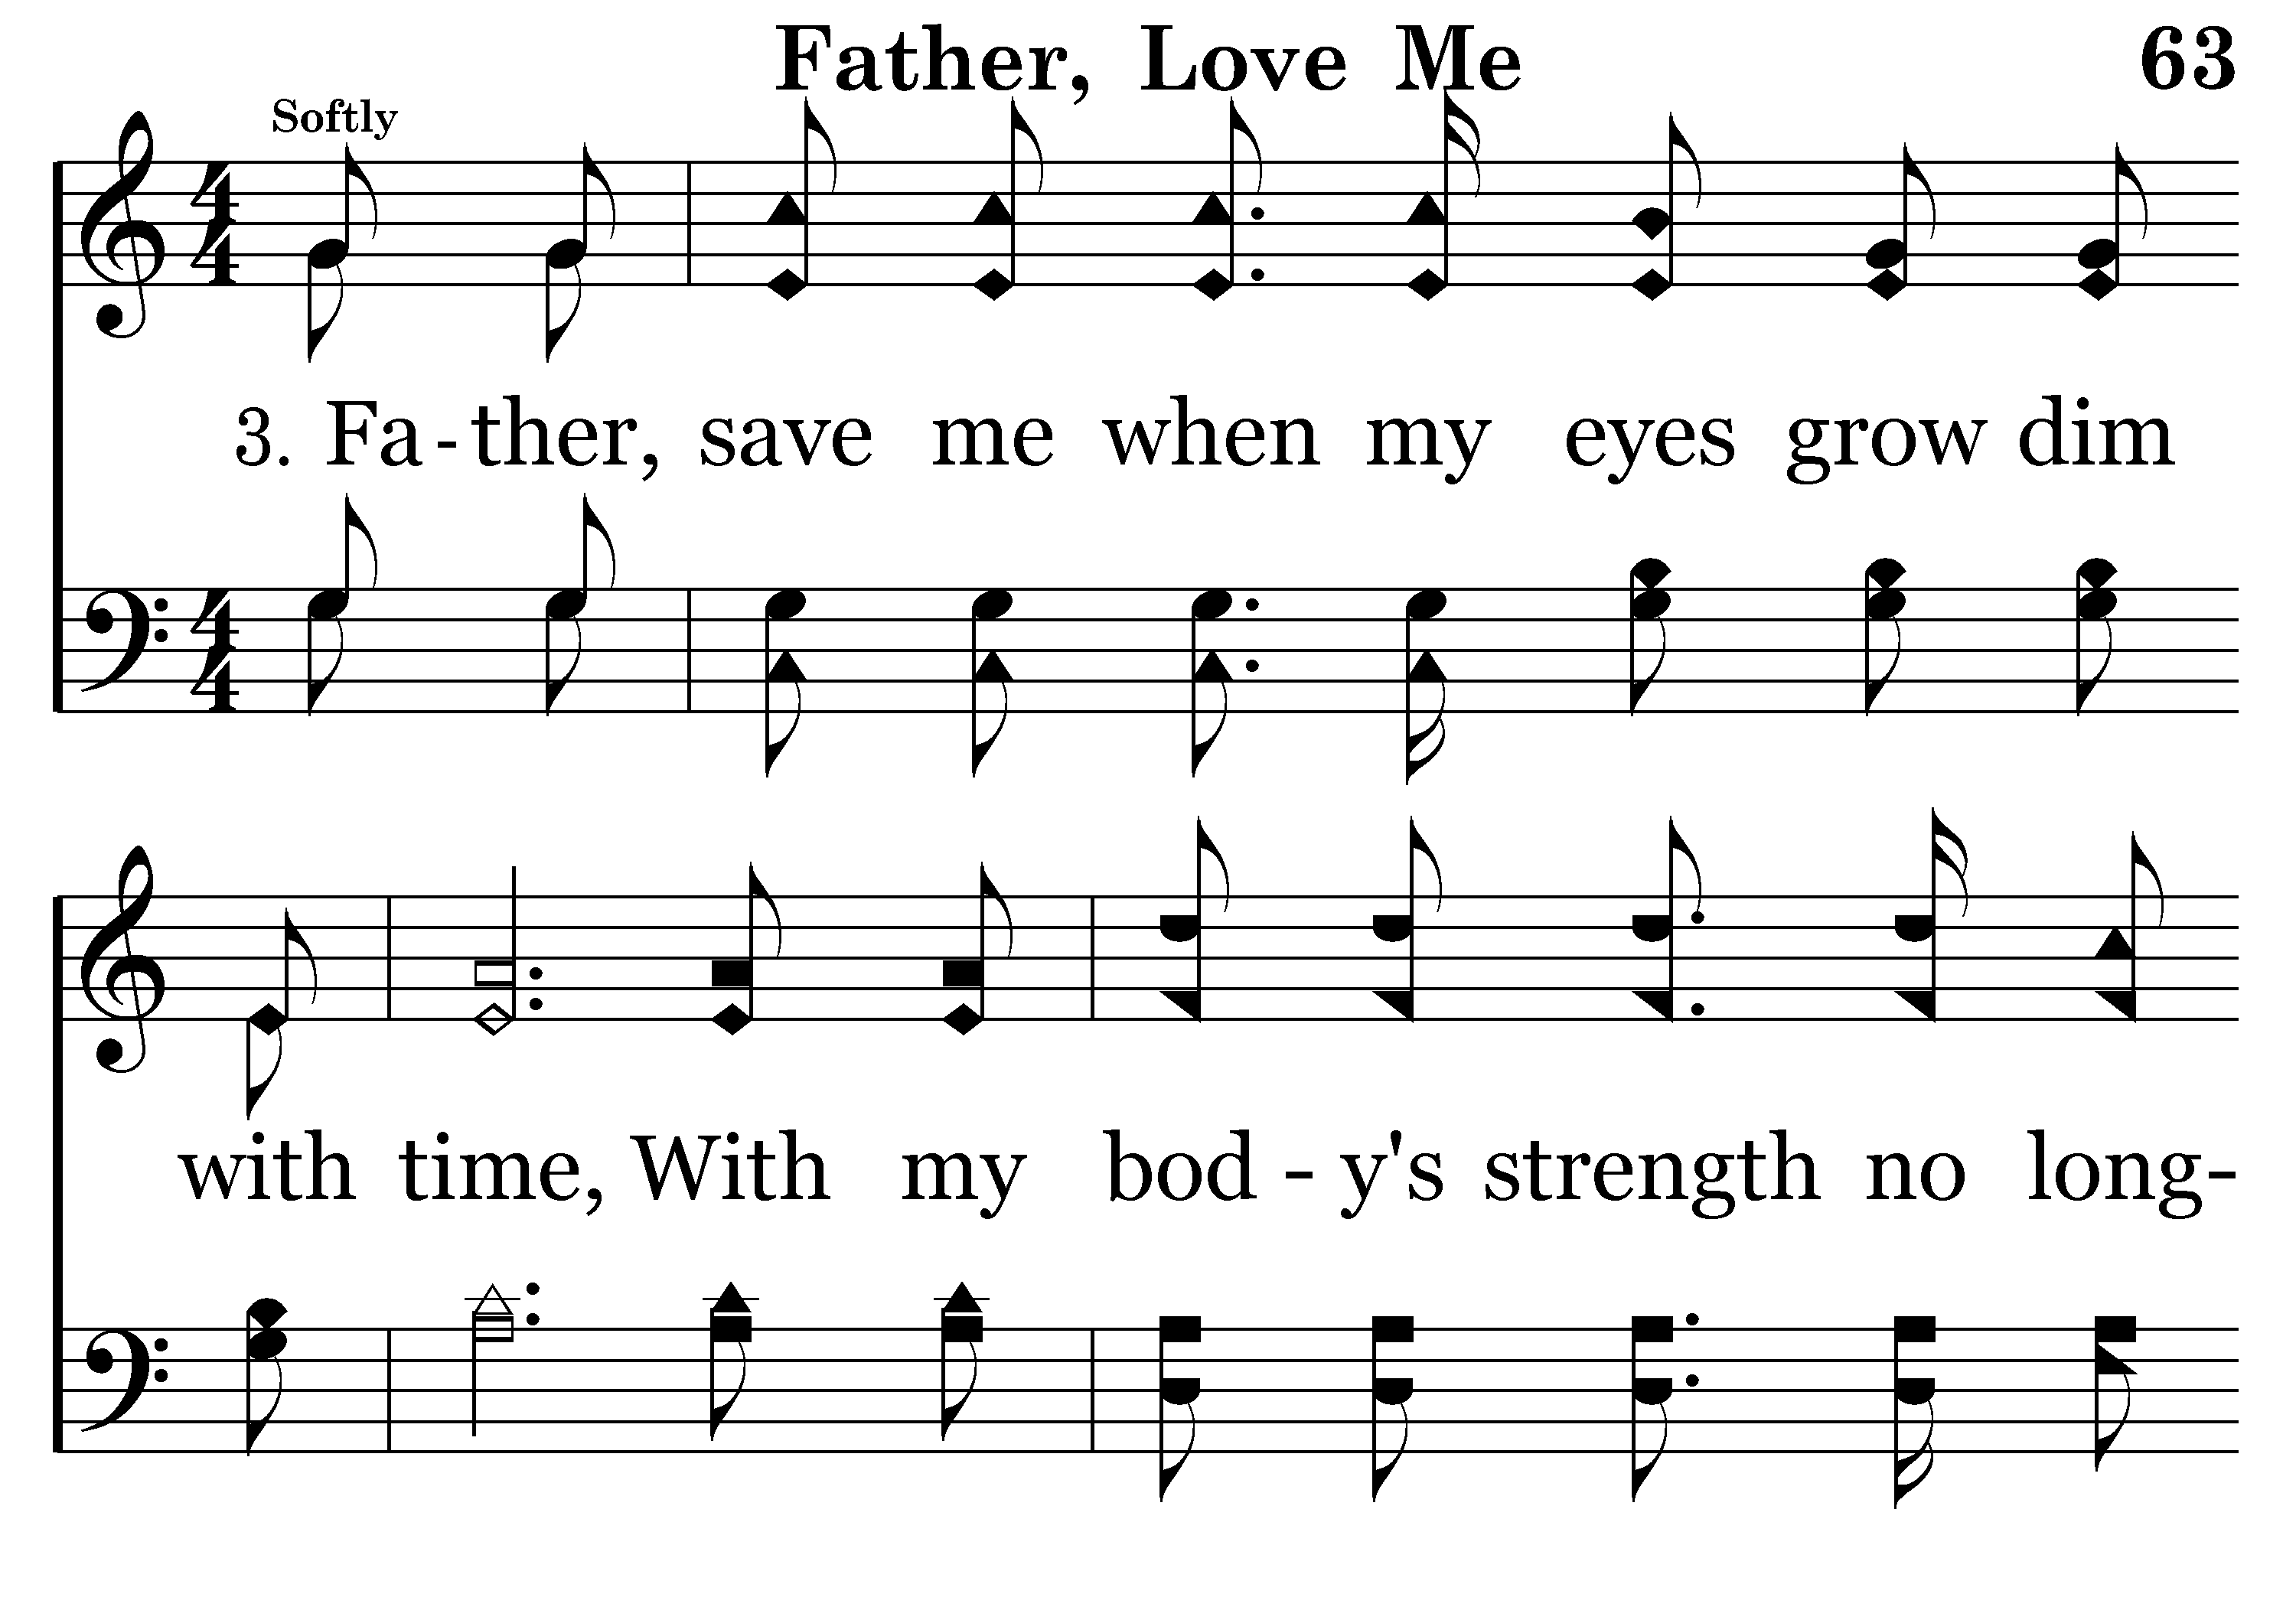 Father, Love Me 63
Softly
3. Fa - ther, save me when my eyes grow dim
with time, With my bod - y's strength no long-